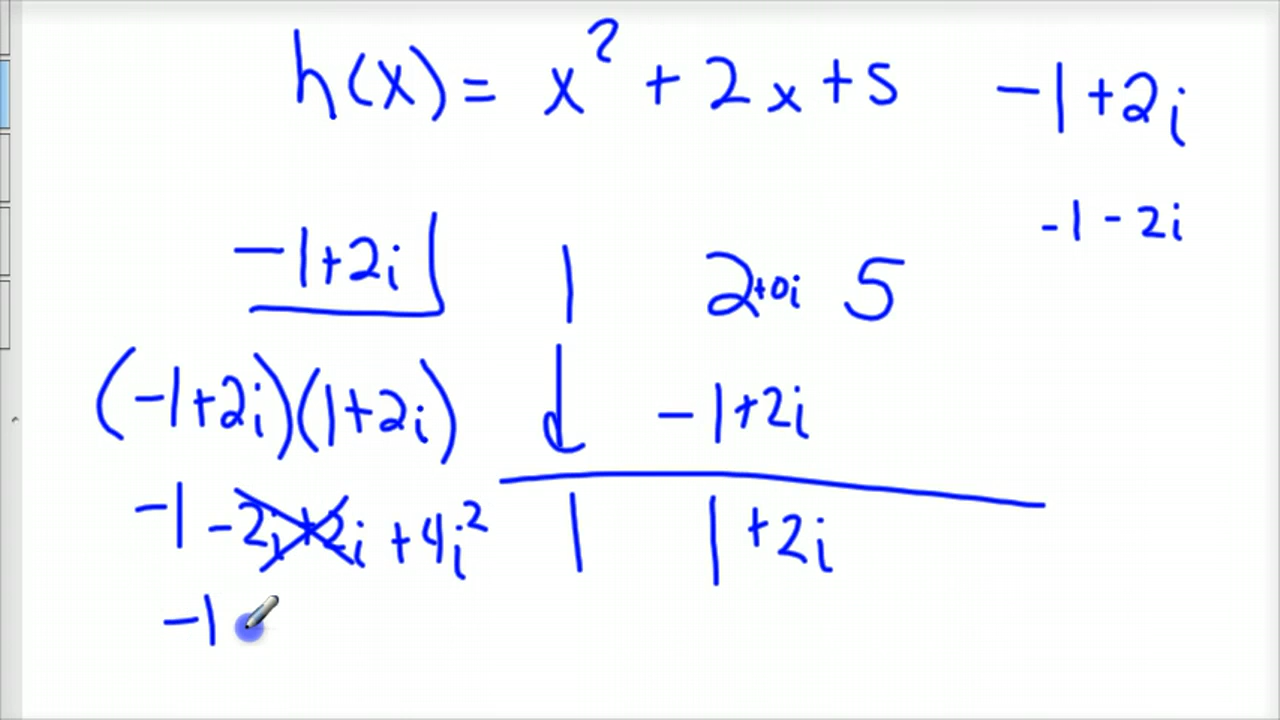 h(x) = x² + 2x + 5 -1+2i
-1-2i
-1+2i 1 2+0i 5
(-1+2i)(1+2i) -1+2i
-1 -2i+2i +4i² 1 1+2i
-1